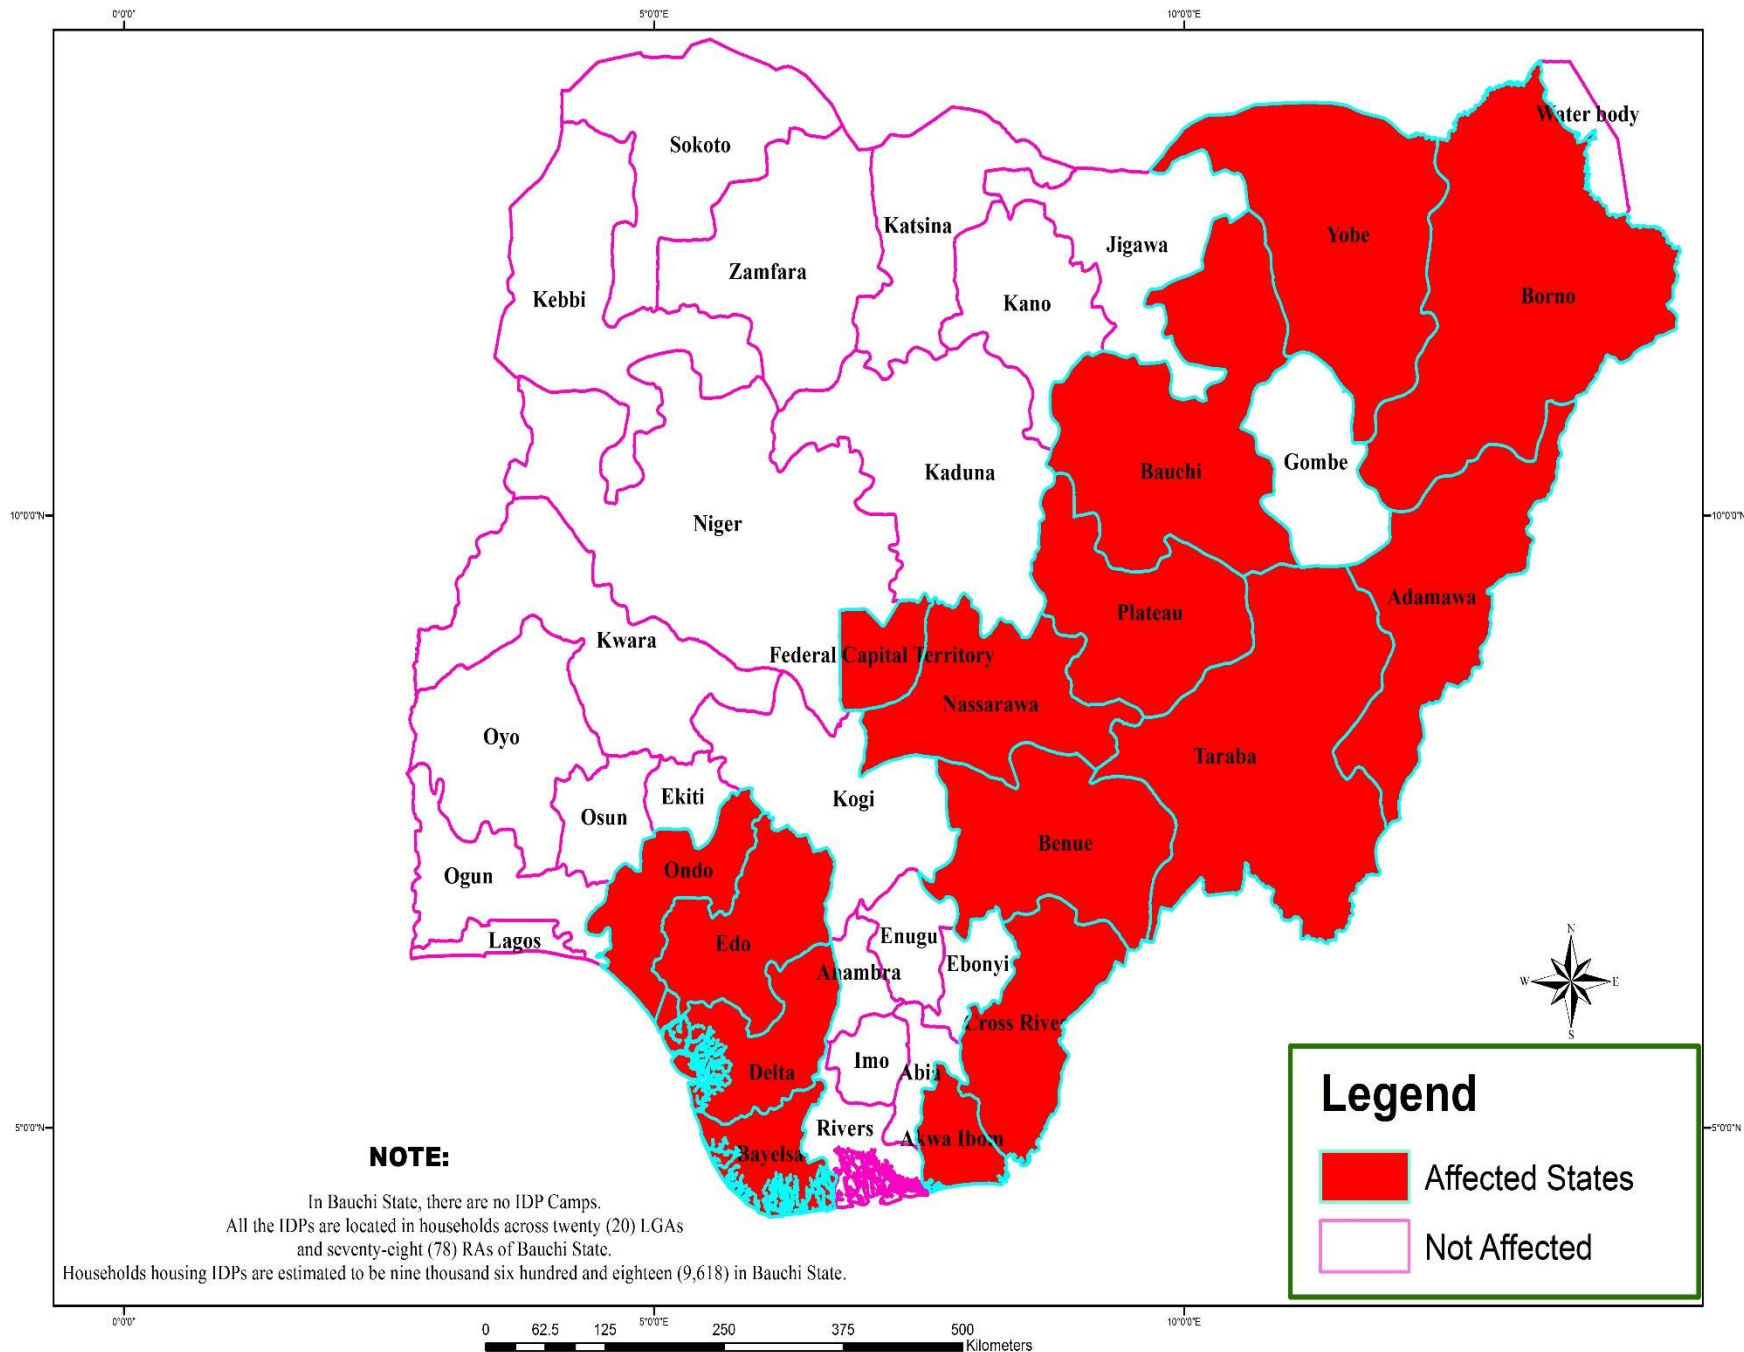 0°0'0"
5°0'0"E
10°0'0"E
Water body
Sokoto
Katsina
Yobe
Jigawa
Zamfara
Kebbi
Kano
Borno
Gombe
Bauchi
Kaduna
10°0'0"N
10°0'0"N
Niger
Adamawa
Plateau
Kwara
Federal Capital Territory
Nassarawa
Oyo
Taraba
Ekiti
Kogi
Osun
Benue
Ondo
Ogun
Enugu
Lagos
Edo
Ebonyi
Anambra
N
W E
S
Cross River
Imo
Abia
Delta
Rivers
Akwa Ibom
Bayelsa
5°0'0"N
5°0'0"N
Legend
Affected States
Not Affected
NOTE:
In Bauchi State, there are no IDP Camps.
All the IDPs are located in households across twenty (20) LGAs
and seventy-eight (78) RAs of Bauchi State.
Households housing IDPs are estimated to be nine thousand six hundred and eighteen (9,618) in Bauchi State.
0°0'0"
5°0'0"E
10°0'0"E
0 62.5 125 250 375 500
Kilometers